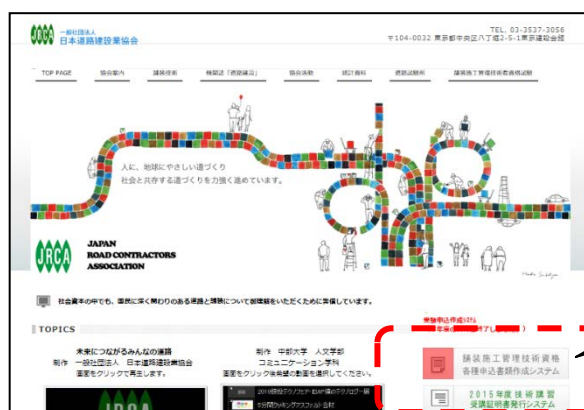 JRCA
一般社団法人
日本道路建設業協会
TEL. 03-3537-3056
〒104-0032 東京都中央区八丁堀2-5-1東京建設会館
TOP PAGE
協会案内
舗装技術
機関誌「道路建設」
協会活動
統計資料
道路試験所
舗装施工管理技術者資格試験
人に、地球にやさしい道づくり
社会と共存する道づくりを力強く進めています。
JRCA
JAPAN
ROAD CONTRACTORS
ASSOCIATION
社会資本の中でも、国民に深く関わりのある道路と舗装について御理解をいただくために発信しています。
TOPICS
未来につながるみんなの道路
制作 一般社団法人 日本道路建設業協会
画面をクリックで再生します。
制作 中部大学 人文学部
コミュニケーション学科
画面をクリック後希望の動画を選択してください。
受験申込作成システム
舗装施工管理技術資格
各種申込書類作成システム
2015年度技術講習
受講証明書発行システム